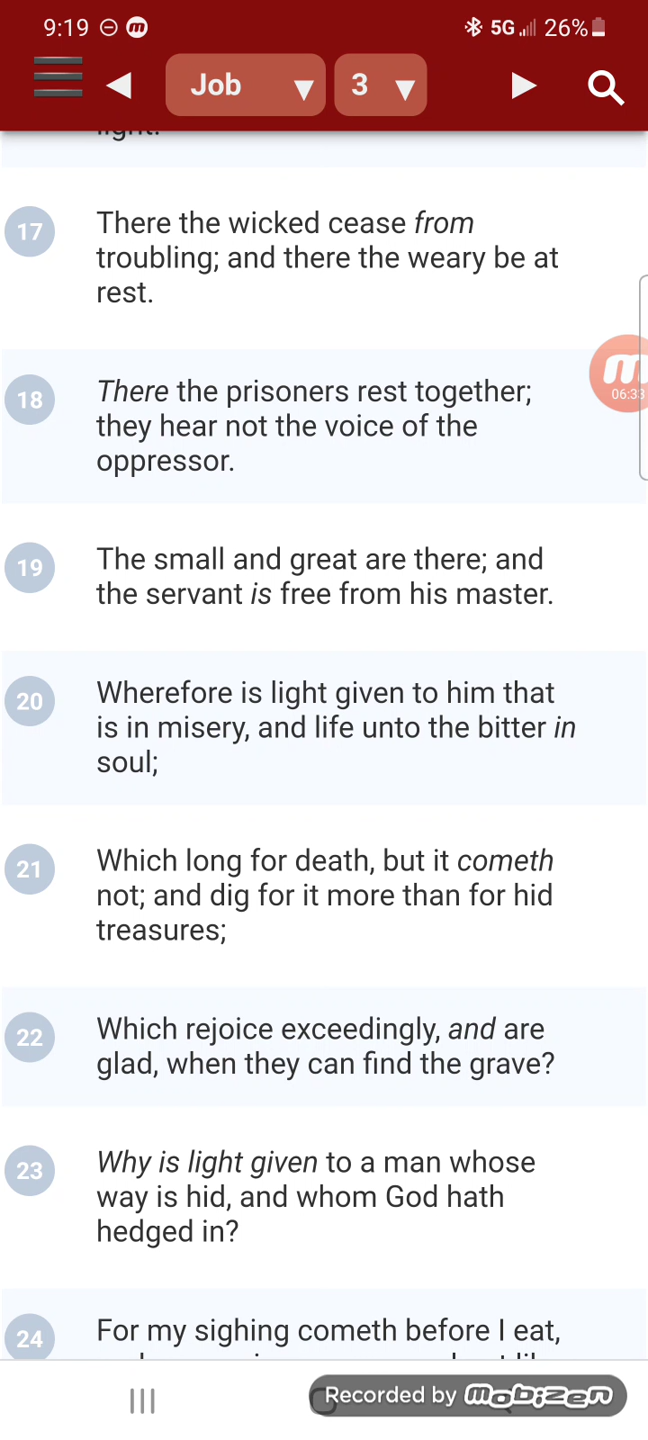 9:19 m 5G 26%
Job 3
light.
17 There the wicked cease from
troubling; and there the weary be at
rest.
18 There the prisoners rest together;
they hear not the voice of the
oppressor.
m
06:33
19 The small and great are there; and
the servant is free from his master.
20 Wherefore is light given to him that
is in misery, and life unto the bitter in
soul;
21 Which long for death, but it cometh
not; and dig for it more than for hid
treasures;
22 Which rejoice exceedingly, and are
glad, when they can find the grave?
23 Why is light given to a man whose
way is hid, and whom God hath
hedged in?
24 For my sighing cometh before I eat,
Recorded by mobizen